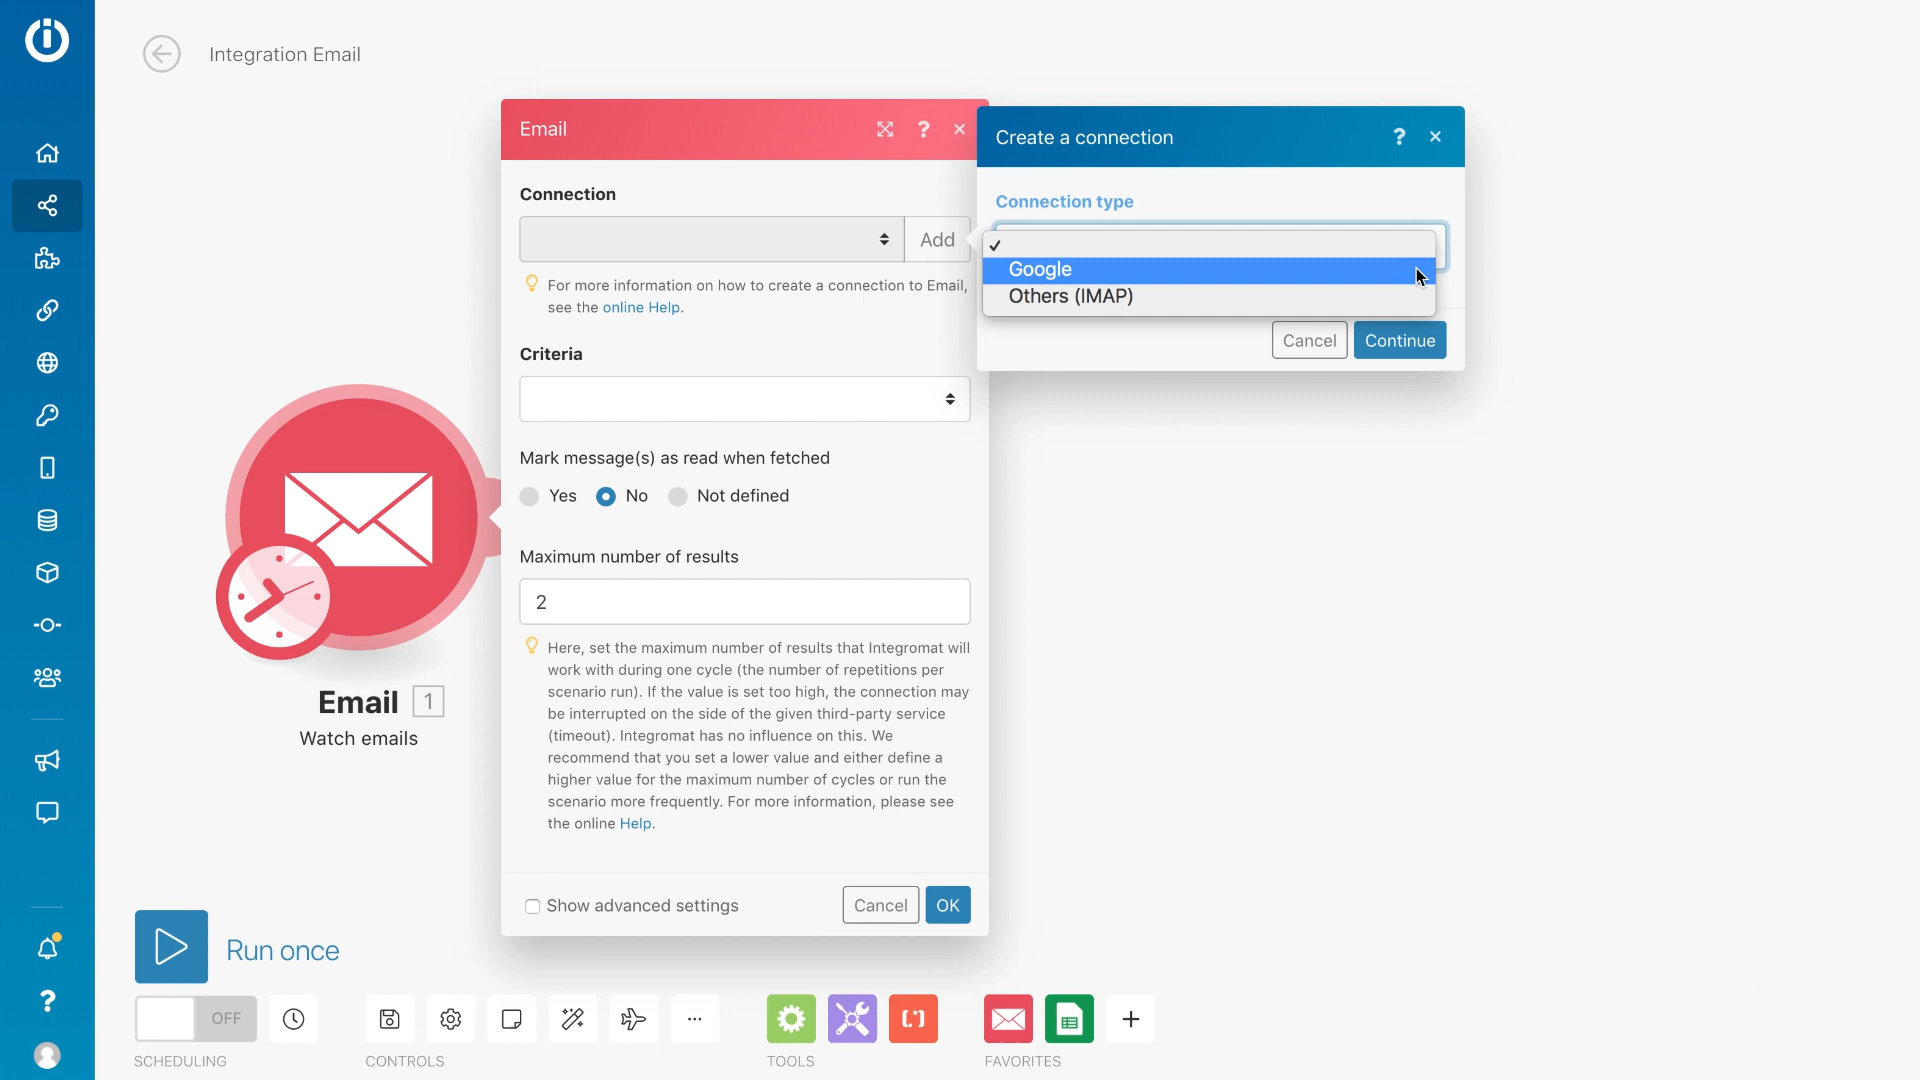 Integration Email
Email
?
Create a connection
?
Connection
Add
For more information on how to create a connection to Email,
see the online Help.
Connection type
Google
Others (IMAP)
Cancel
Continue
Criteria
Mark message(s) as read when fetched
Yes
No
Not defined
Maximum number of results
2
Here, set the maximum number of results that Integromat will
work with during one cycle (the number of repetitions per
scenario run). If the value is set too high, the connection may
be interrupted on the side of the given third-party service
(timeout). Integromat has no influence on this. We
recommend that you set a lower value and either define a
higher value for the maximum number of cycles or run the
scenario more frequently. For more information, please see
the online Help.
Show advanced settings
Cancel
OK
Email 1
Watch emails
Run once
OFF
SCHEDULING
CONTROLS
TOOLS
FAVORITES